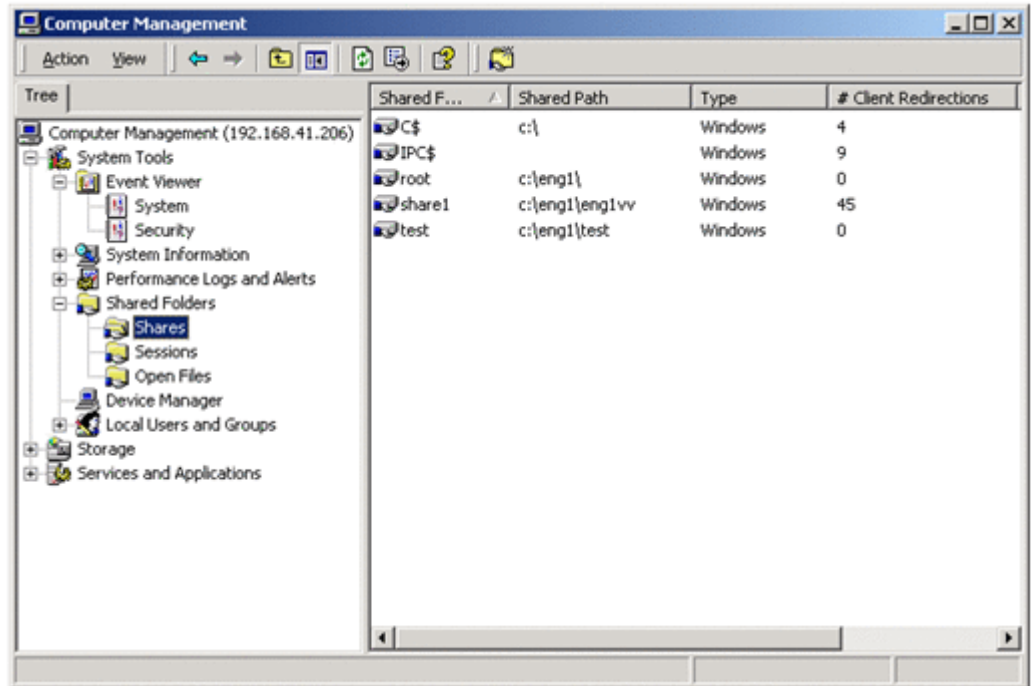 Computer Management
Action View
Tree
Computer Management (192.168.41.206)
System Tools
Event Viewer
System
Security
System Information
Performance Logs and Alerts
Shared Folders
Shares
Sessions
Open Files
Device Manager
Local Users and Groups
Storage
Services and Applications
Shared F... Shared Path Type # Client Redirections
C$ c:\ Windows 4
IPC$ Windows 9
root c:\eng1\ Windows 0
share1 c:\eng1\eng1vv Windows 45
test c:\eng1\test Windows 0